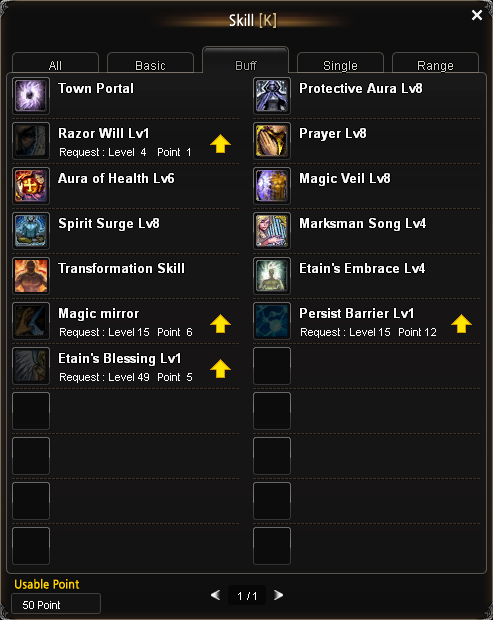 Skill [K]
All Basic Buff Single Range
Town Portal
Protective Aura Lv8
Razor Will Lv1
Request : Level 4 Point 1
Prayer Lv8
Aura of Health Lv6
Magic Veil Lv8
Spirit Surge Lv8
Marksman Song Lv4
Transformation Skill
Etain's Embrace Lv4
Magic mirror
Request : Level 15 Point 6
Persist Barrier Lv1
Request : Level 15 Point 12
Etain's Blessing Lv1
Request : Level 49 Point 5
Usable Point
50 Point
1 / 1